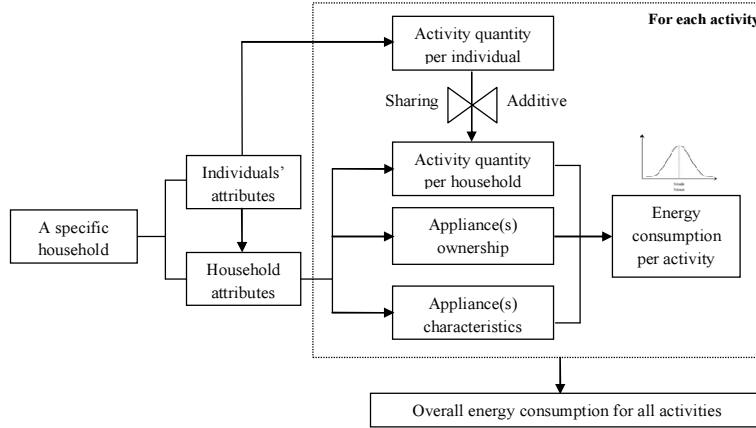 For each activity
Activity quantity
per individual
Sharing
Additive
Individuals’
attributes
Activity quantity
per household
A specific
household
Appliance(s)
ownership
Energy
consumption
per activity
Household
attributes
Appliance(s)
characteristics
Overall energy consumption for all activities